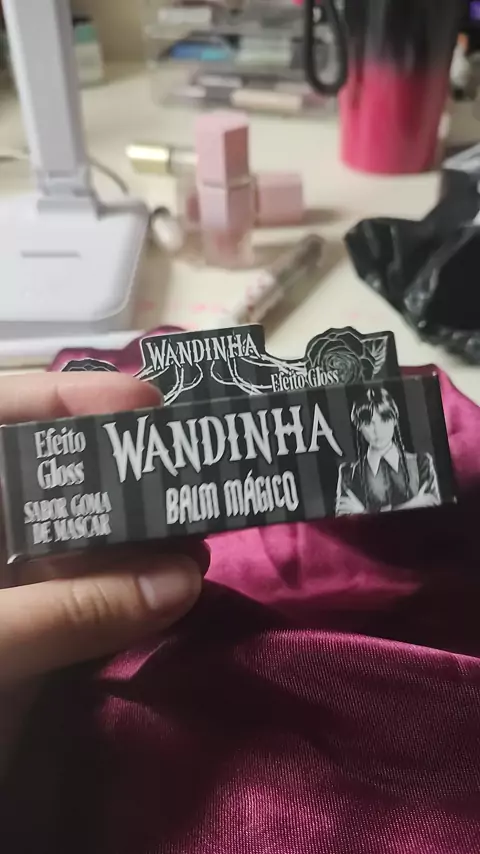 WANDINHA
Efeito Gloss
Efeito
Gloss
SABOR GOMA
DE MASCAR
WANDINHA
BALM MÁGICO